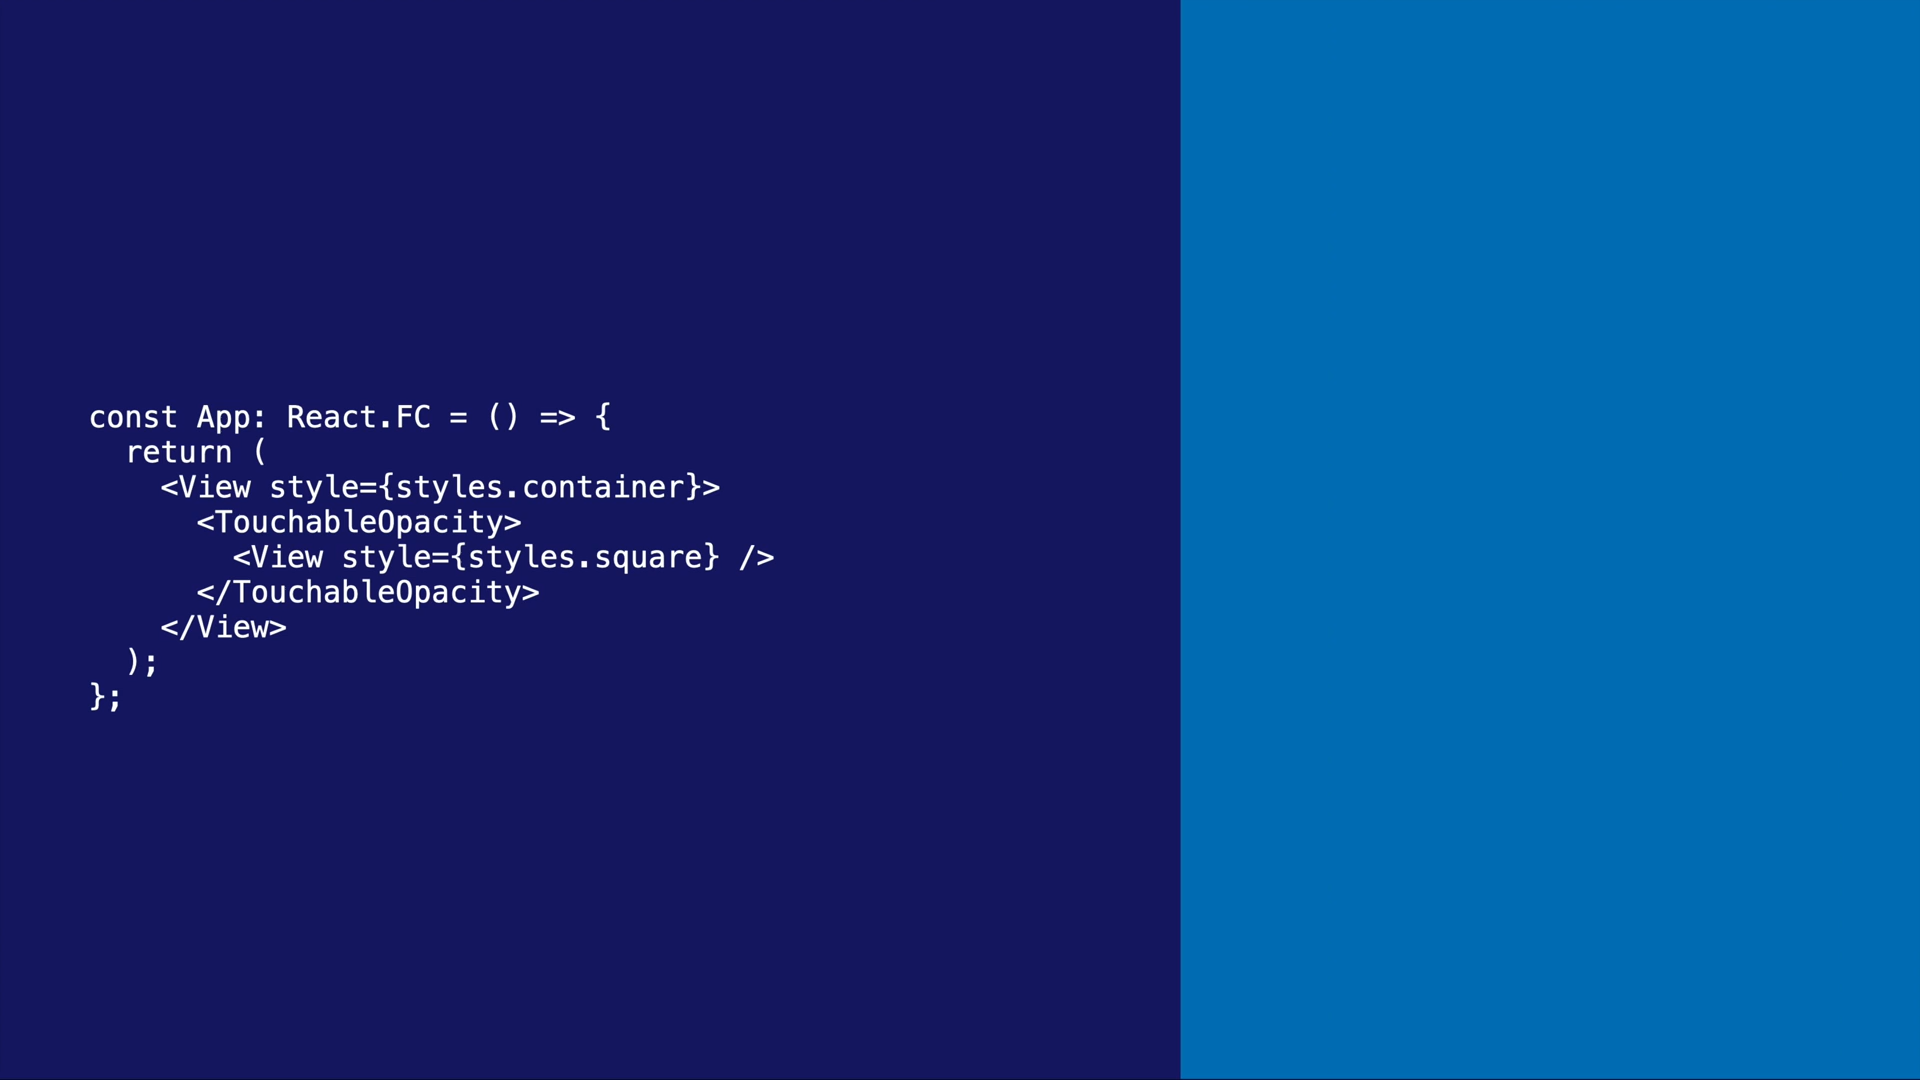 const App: React.FC = () => {
  return (
    <View style={styles.container}>
      <TouchableOpacity>
        <View style={styles.square} />
      </TouchableOpacity>
    </View>
  );
};